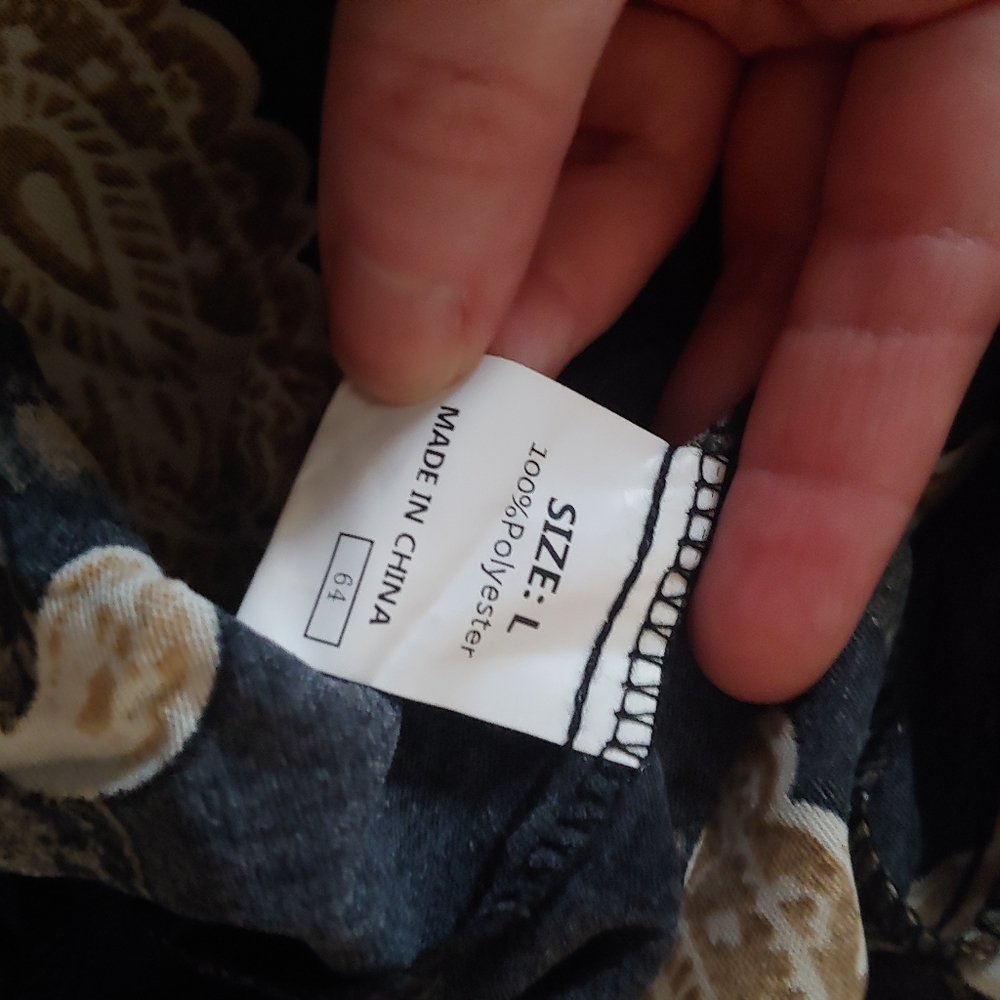 SIZE: L
100%Polyester
MADE IN CHINA
64